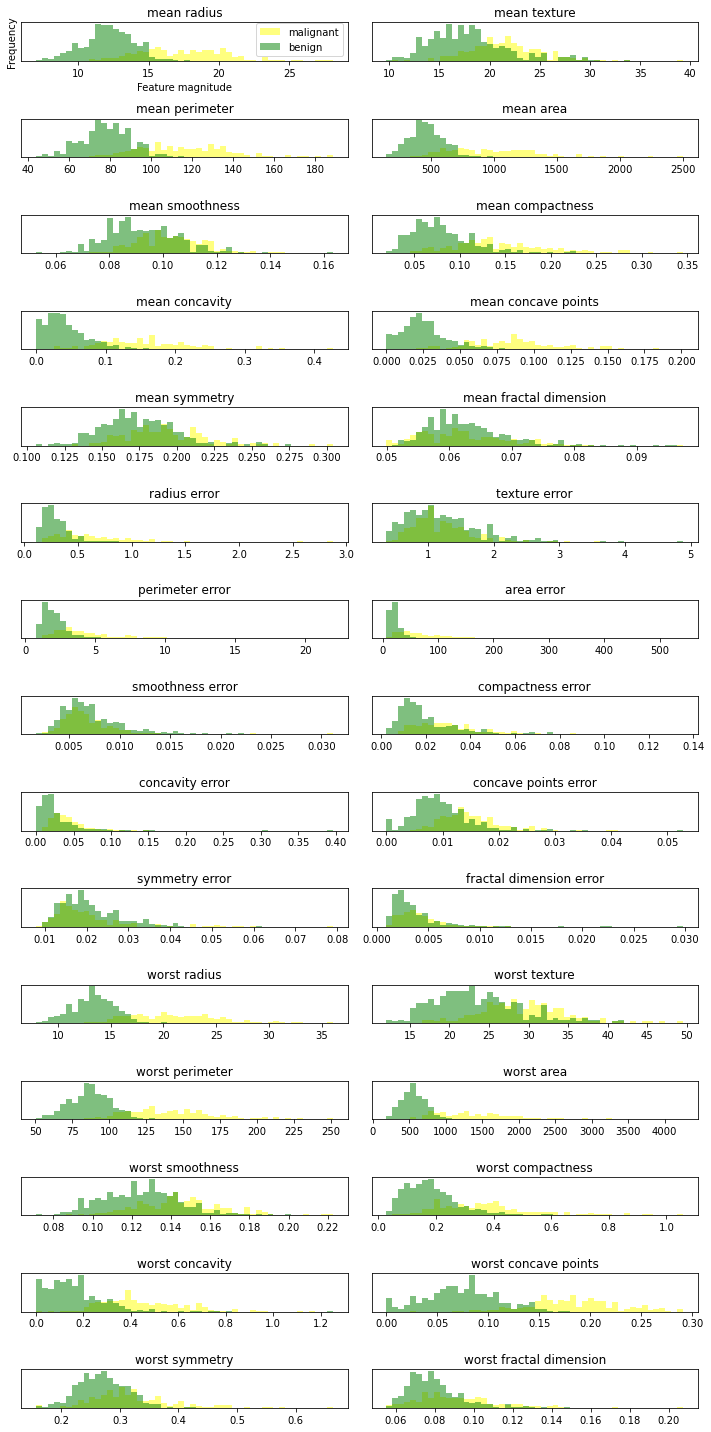 mean radius
mean texture
Frequency
malignant
benign
10 15 20 25
10 15 20 25 30 35 40
Feature magnitude
mean perimeter
mean area
40 60 80 100 120 140 160 180
500 1000 1500 2000 2500
mean smoothness
mean compactness
0.06 0.08 0.10 0.12 0.14 0.16
0.05 0.10 0.15 0.20 0.25 0.30 0.35
mean concavity
mean concave points
0.0 0.1 0.2 0.3 0.4
0.000 0.025 0.050 0.075 0.100 0.125 0.150 0.175 0.200
mean symmetry
mean fractal dimension
0.100 0.125 0.150 0.175 0.200 0.225 0.250 0.275 0.300
0.05 0.06 0.07 0.08 0.09
radius error
texture error
0.0 0.5 1.0 1.5 2.0 2.5 3.0
1 2 3 4 5
perimeter error
area error
0 5 10 15 20
0 100 200 300 400 500
smoothness error
compactness error
0.005 0.010 0.015 0.020 0.025 0.030
0.00 0.02 0.04 0.06 0.08 0.10 0.12 0.14
concavity error
concave points error
0.00 0.05 0.10 0.15 0.20 0.25 0.30 0.35 0.40
0.00 0.01 0.02 0.03 0.04 0.05
symmetry error
fractal dimension error
0.01 0.02 0.03 0.04 0.05 0.06 0.07 0.08
0.000 0.005 0.010 0.015 0.020 0.025 0.030
worst radius
worst texture
10 15 20 25 30 35
15 20 25 30 35 40 45 50
worst perimeter
worst area
50 75 100 125 150 175 200 225 250
0 500 1000 1500 2000 2500 3000 3500 4000
worst smoothness
worst compactness
0.08 0.10 0.12 0.14 0.16 0.18 0.20 0.22
0.0 0.2 0.4 0.6 0.8 1.0
worst concavity
worst concave points
0.0 0.2 0.4 0.6 0.8 1.0 1.2
0.00 0.05 0.10 0.15 0.20 0.25 0.30
worst symmetry
worst fractal dimension
0.2 0.3 0.4 0.5 0.6
0.06 0.08 0.10 0.12 0.14 0.16 0.18 0.20